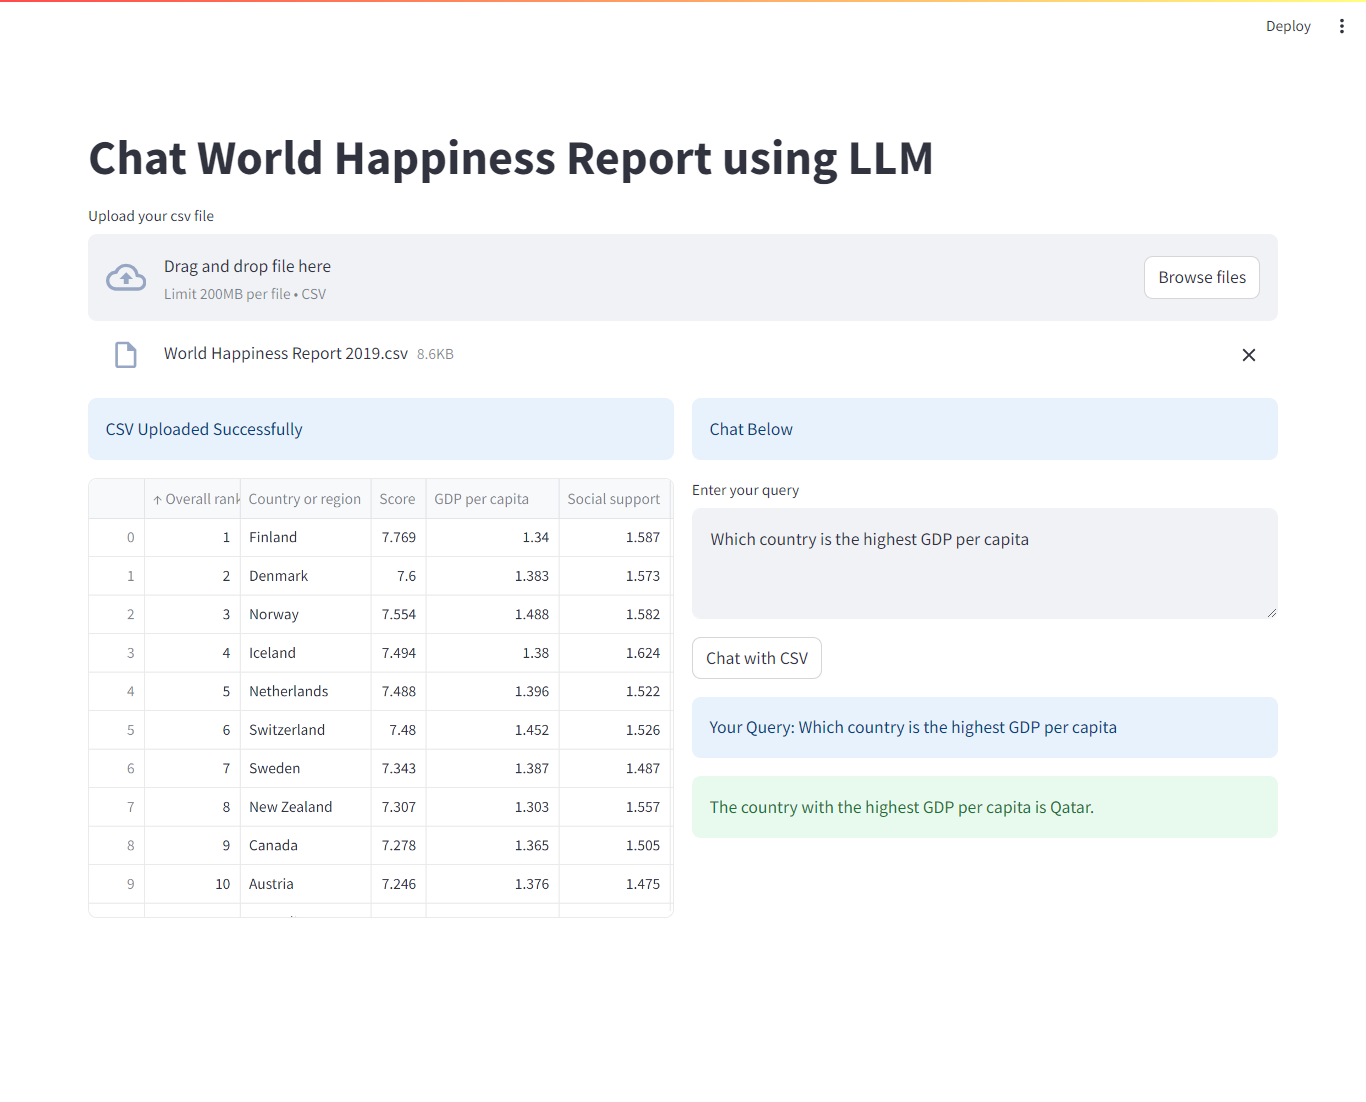 Deploy
Chat World Happiness Report using LLM
Upload your csv file
Drag and drop file here
Limit 200MB per file • CSV
Browse files
World Happiness Report 2019.csv 8.6KB
CSV Uploaded Successfully
↑ Overall rank Country or region Score GDP per capita Social support
0 1 Finland 7.769 1.34 1.587
1 2 Denmark 7.6 1.383 1.573
2 3 Norway 7.554 1.488 1.582
3 4 Iceland 7.494 1.38 1.624
4 5 Netherlands 7.488 1.396 1.522
5 6 Switzerland 7.48 1.452 1.526
6 7 Sweden 7.343 1.387 1.487
7 8 New Zealand 7.307 1.303 1.557
8 9 Canada 7.278 1.365 1.505
9 10 Austria 7.246 1.376 1.475
Chat Below
Enter your query
Which country is the highest GDP per capita
Chat with CSV
Your Query: Which country is the highest GDP per capita
The country with the highest GDP per capita is Qatar.